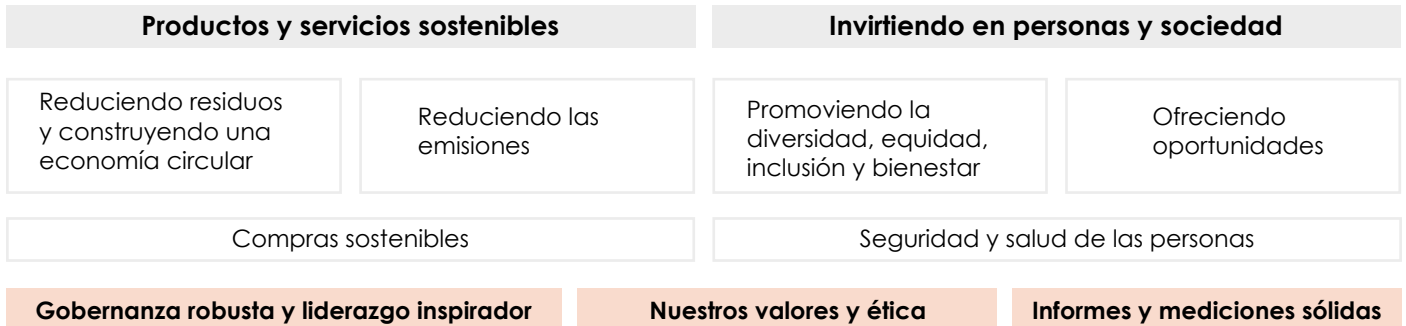 Productos y servicios sostenibles
Invirtiendo en personas y sociedad
Reduciendo residuos
y construyendo una
economía circular
Reduciendo las
emisiones
Promoviendo la
diversidad, equidad,
inclusión y bienestar
Ofreciendo
oportunidades
Compras sostenibles
Seguridad y salud de las personas
Gobernanza robusta y liderazgo inspirador
Nuestros valores y ética
Informes y mediciones sólidas